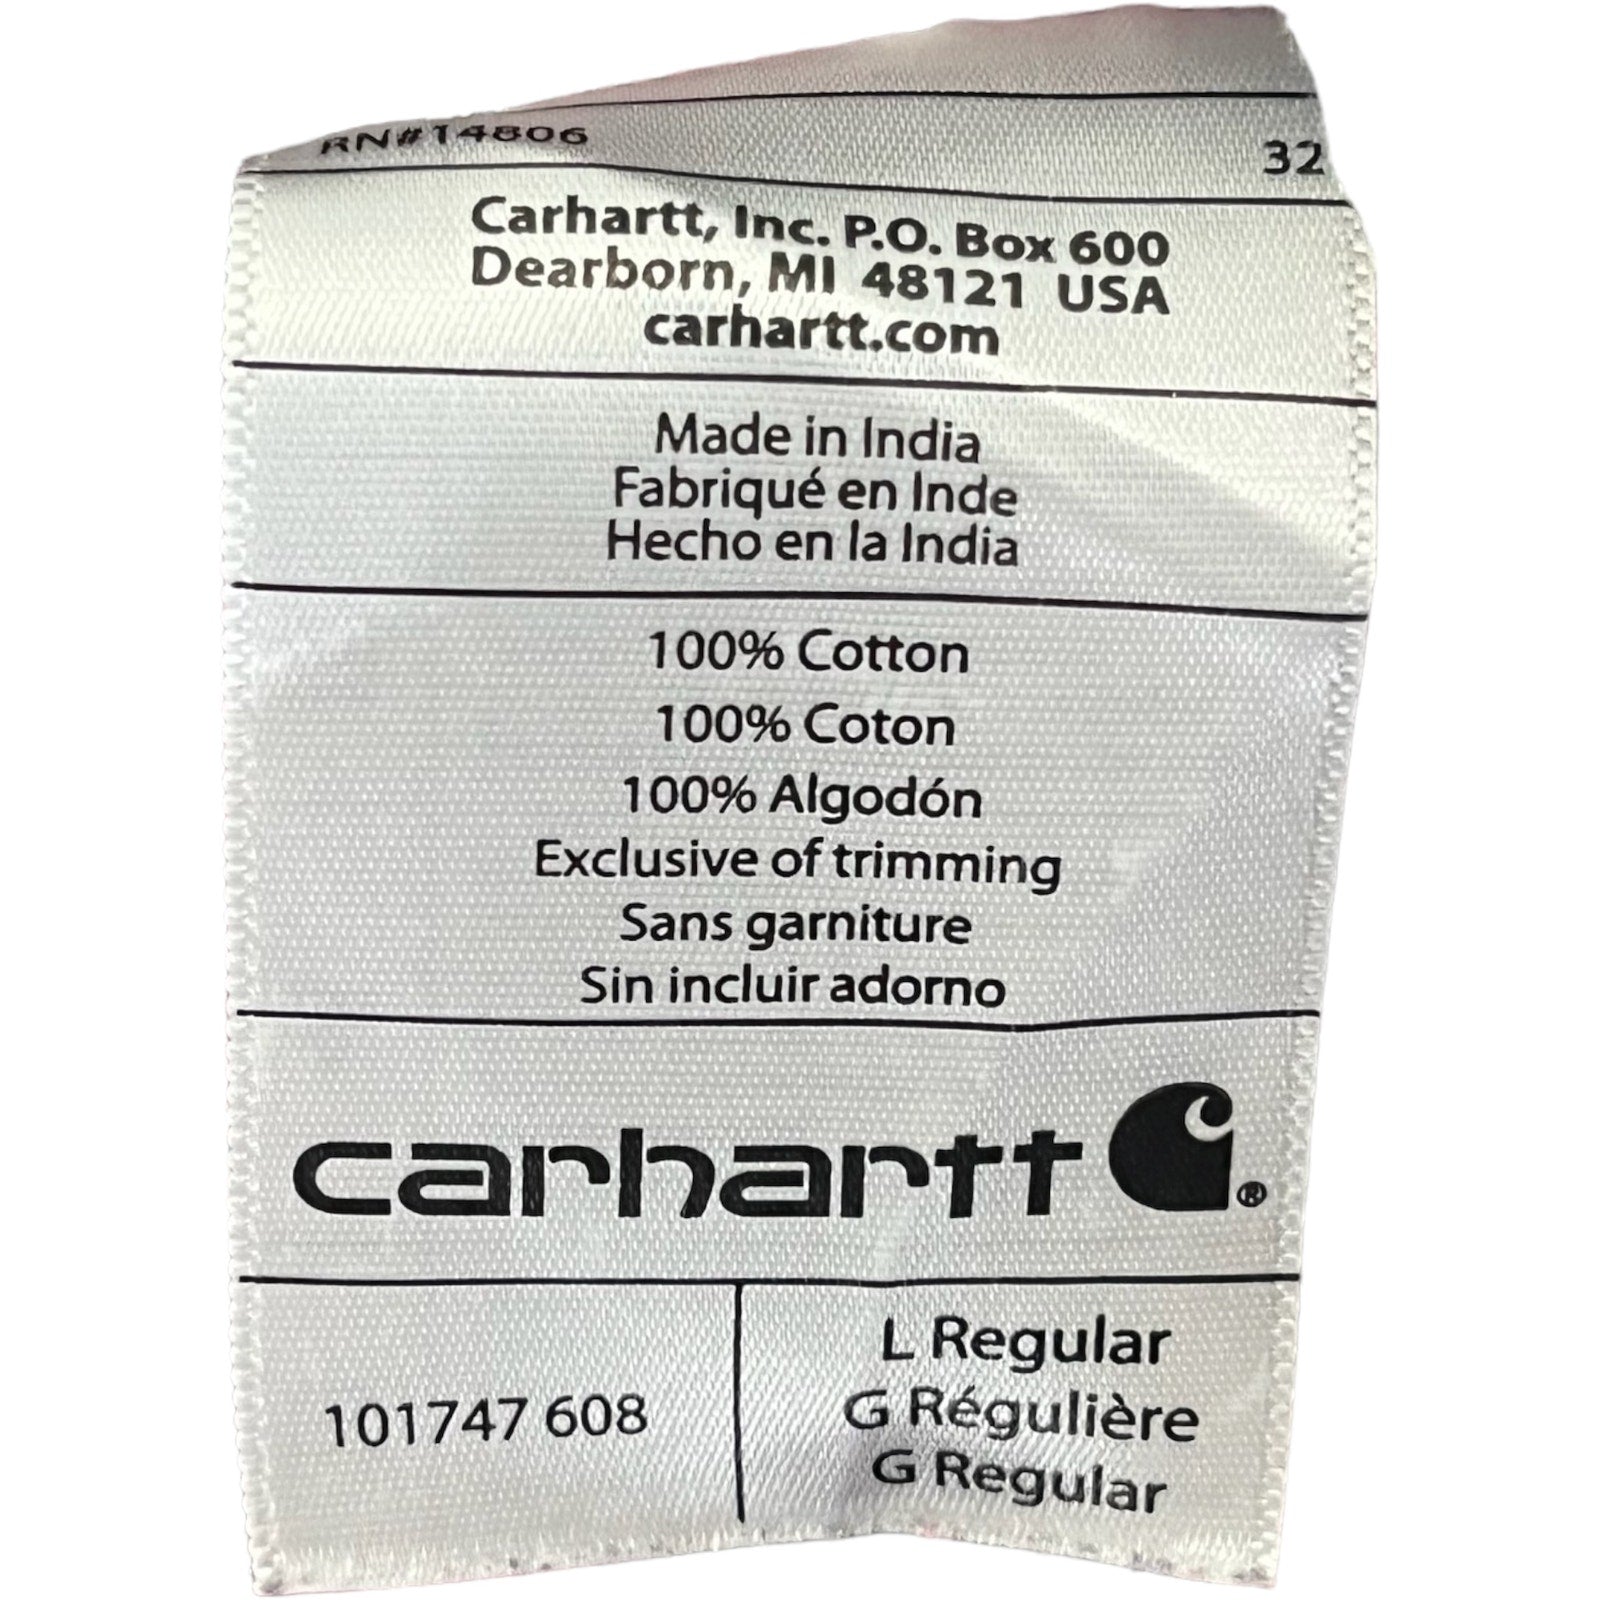 RN#14806 32
Carhartt, Inc. P.O. Box 600
Dearborn, MI 48121 USA
carhartt.com
Made in India
Fabriqué en Inde
Hecho en la India
100% Cotton
100% Coton
100% Algodón
Exclusive of trimming
Sans garniture
Sin incluir adorno
carhartt ®
101747 608
L Regular
G Régulière
G Regular